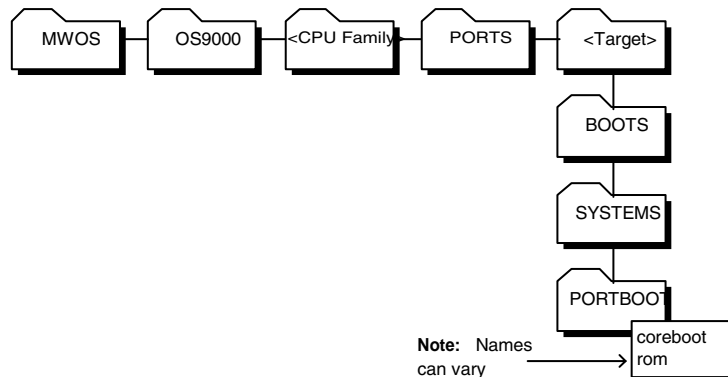 MWOS
OS9000
<CPU Family>
PORTS
<Target>
BOOTS
SYSTEMS
PORTBOOT
coreboot
rom
Note: Names
can vary